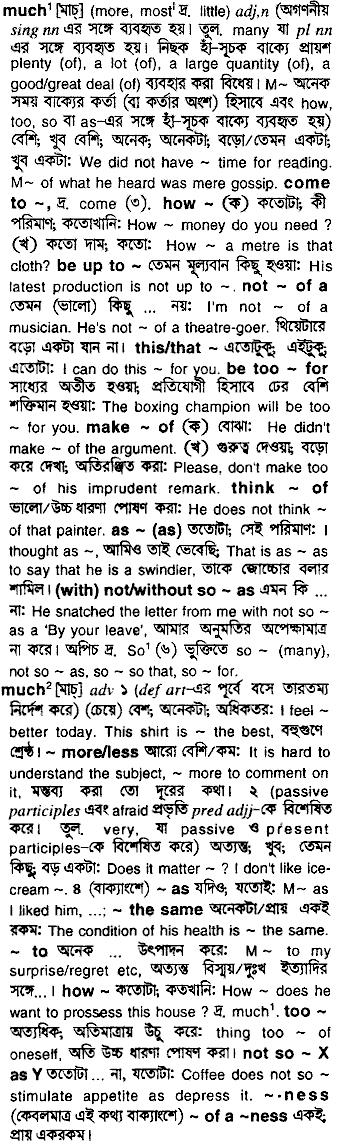 much¹ [মাচ্] (more, most¹ দ্র. little) adj,n (অগণনীয়
sing nn এর সঙ্গে ব্যবহৃত হয়) তুল. many যা pl nn
এর সঙ্গে ব্যবহৃত হয়। নিছক হাঁ-সূচক বাক্যে প্রায়শ
plenty (of), a lot (of), a large quantity (of), a
good/great deal (of) ব্যবহার করা বিধেয়। M~ অনেক
সময় বাক্যের কর্তা (বা কর্তার অংশ) হিসাবে এবং how,
too, so বা as-এর সঙ্গে হাঁ-সূচক বাক্যে ব্যবহৃত হয়)
বেশি; খুব বেশি; অনেক; অনেকটা; বড়ো/তেমন একটা;
খুব একটা: We did not have ~ time for reading.
M~ of what he heard was mere gossip. come
to ~, দ্র. come (৩). how ~ (ক) কতোটা; কী
পরিমাণ; কতোখানি: How ~ money do you need ?
(খ) কতো দাম; কতো: How ~ a metre is that
cloth? be up to ~ তেমন মূল্যবান কিছু হওয়া: His
latest production is not up to ~. not ~ of a
তেমন (ভালো) কিছু ... নয়: I'm not ~ of a
musician. He's not ~ of a theatre-goer. থিয়েটারে
বড়ো একটা যান না। this/that ~ এতোটুকু; এইটুকু;
এতোটা: I can do this ~ for you. be too ~ for
সাধ্যের অতীত হওয়া; প্রতিযোগী হিসাবে ঢের বেশি
শক্তিমান হওয়া: The boxing champion will be too
~ for you. make ~ of (ক) বোঝা: He didn't
make ~ of the argument. (খ) গুরুত্ব দেওয়া; বড়ো
করে দেখা; অতিরঞ্জিত করা: Please, don't make too
~ of his imprudent remark. think ~ of
ভালো/উচ্চ ধারণা পোষণ করা: He does not think ~
of that painter. as ~ (as) ততোটা; সেই পরিমাণ: I
thought as ~, আমিও তাই ভেবেছি; That is as ~ as
to say that he is a swindler, তাকে জোচ্চোর বলার
শামিল। (with) not/without so ~ as এমন কি ...
না: He snatched the letter from me with not so ~
as a 'By your leave', আমার অনুমতির অপেক্ষামাত্র
না করে। অপিচ দ্র. So¹ (৬) ভুক্তিতে so ~ (many),
not so ~ as, so ~ so that, so ~ for.
much² [মাচ্] adv ১ (def art-এর পূর্বে বসে তারতম্য
নির্দেশ করে) (চেয়ে) বেশ; অনেকটা; অধিকতর: I feel ~
better today. This shirt is ~ the best, বহুগুণে
শ্রেষ্ঠ। ~ more/less আরো বেশি/কম: It is hard to
understand the subject, ~ more to comment on
it, মন্তব্য করা তো দূরের কথা। ২ (passive
participles এবং afraid প্রভৃতি pred adjj-কে বিশেষিত
করে। তুল. very, যা passive ও present
participles-কে বিশেষিত করে) অত্যন্ত; খুব; তেমন
কিছু; বড় একটা: Does it matter ~ ? I don't like ice-
cream ~. ৪ (বাক্যাংশে) ~ as যদিও; যতোই: M~ as
I liked him, ...; ~ the same অনেকটা/প্রায় একই
রকম: The condition of his health is ~ the same.
~ to অনেক ... উৎপাদন করে: M~ to my
surprise/regret etc, অত্যন্ত বিস্ময়/দুঃখ ইত্যাদির
সঙ্গে...। how ~ কতোটা; কতখানি: How ~ does he
want to prossess this house ? দ্র, much¹. too ~
অত্যধিক; অতিমাত্রায় উঁচু করে: thing too ~ of
oneself, অতি উচ্চ ধারণা পোষণ করা। not so ~ X
as Y ততোটা ... না, যতোটা: Coffee does not so ~
stimulate appetite as depress it. ~·ness
(কেবলমাত্র এই কথ্য বাক্যাংশে) ~ of a ~ness একই;
প্রায় একরকম।